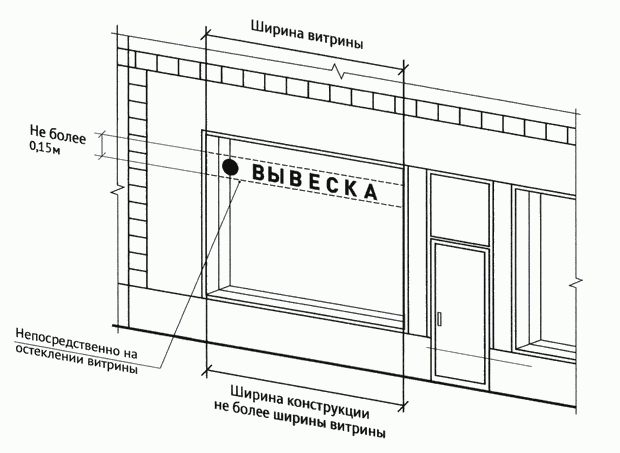 Ширина витрины
Не более
0,15м
ВЫВЕСКА
Непосредственно на
остеклении витрины
Ширина конструкции
не более ширины витрины